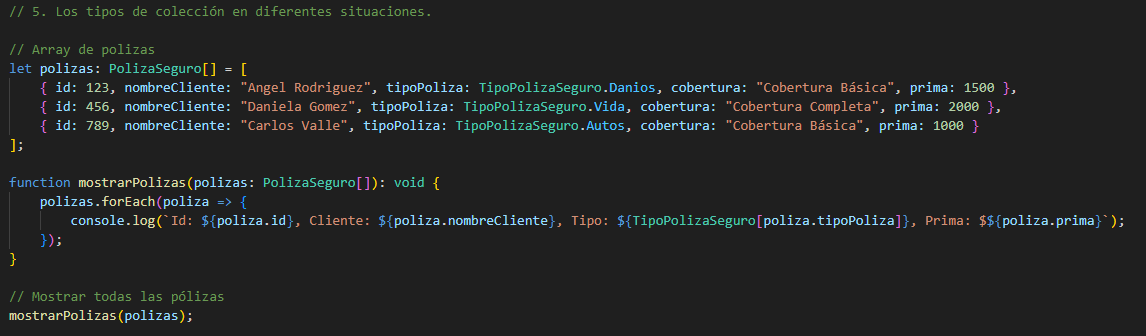 // 5. Los tipos de colección en diferentes situaciones.
// Array de polizas
let polizas: PolizaSeguro[] = [
    { id: 123, nombreCliente: "Angel Rodriguez", tipoPoliza: TipoPolizaSeguro.Danios, cobertura: "Cobertura Básica", prima: 1500 },
    { id: 456, nombreCliente: "Daniela Gomez", tipoPoliza: TipoPolizaSeguro.Vida, cobertura: "Cobertura Completa", prima: 2000 },
    { id: 789, nombreCliente: "Carlos Valle", tipoPoliza: TipoPolizaSeguro.Autos, cobertura: "Cobertura Básica", prima: 1000 }
];
function mostrarPolizas(polizas: PolizaSeguro[]): void {
    polizas.forEach(poliza => {
        console.log(`Id: ${poliza.id}, Cliente: ${poliza.nombreCliente}, Tipo: ${TipoPolizaSeguro[poliza.tipoPoliza]}, Prima: $${poliza.prima}`);
    });
}
// Mostrar todas las pólizas
mostrarPolizas(polizas);